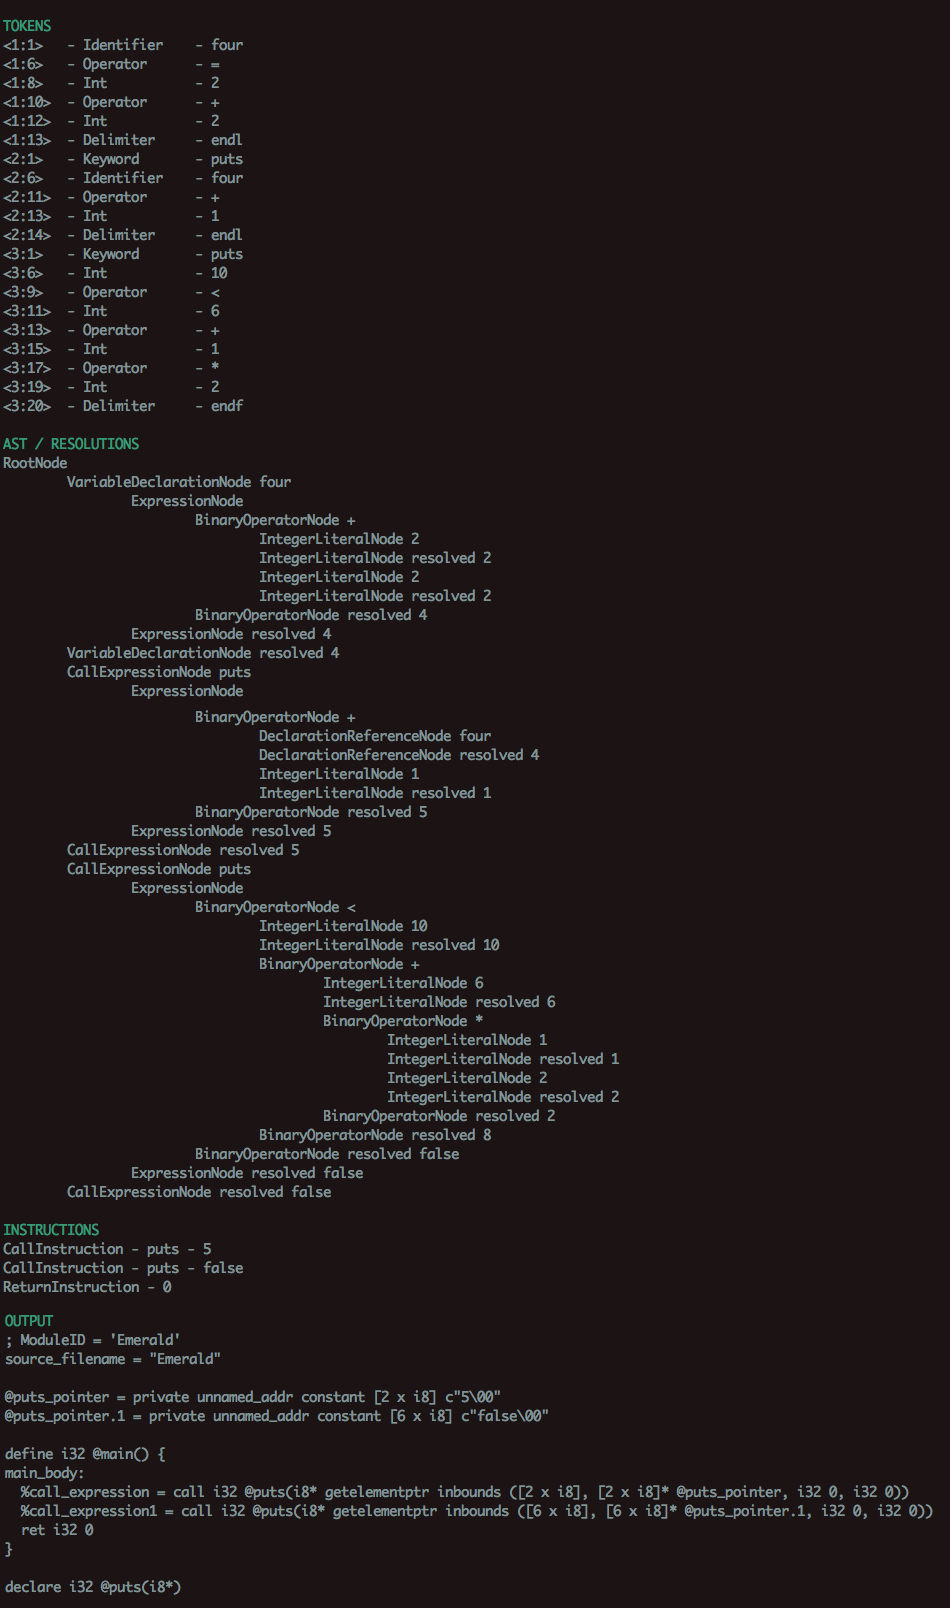 TOKENS
<1:1>   - Identifier    - four
<1:6>   - Operator      - =
<1:8>   - Int           - 2
<1:10>  - Operator      - +
<1:12>  - Int           - 2
<1:13>  - Delimiter     - endl
<2:1>   - Keyword       - puts
<2:6>   - Identifier    - four
<2:11>  - Operator      - +
<2:13>  - Int           - 1
<2:14>  - Delimiter     - endl
<3:1>   - Keyword       - puts
<3:6>   - Int           - 10
<3:9>   - Operator      - <
<3:11>  - Int           - 6
<3:13>  - Operator      - +
<3:15>  - Int           - 1
<3:17>  - Operator      - *
<3:19>  - Int           - 2
<3:20>  - Delimiter     - endf

AST / RESOLUTIONS
RootNode
        VariableDeclarationNode four
                ExpressionNode
                        BinaryOperatorNode +
                                IntegerLiteralNode 2
                                IntegerLiteralNode resolved 2
                                IntegerLiteralNode 2
                                IntegerLiteralNode resolved 2
                        BinaryOperatorNode resolved 4
                ExpressionNode resolved 4
        VariableDeclarationNode resolved 4
        CallExpressionNode puts
                ExpressionNode
                        BinaryOperatorNode +
                                DeclarationReferenceNode four
                                DeclarationReferenceNode resolved 4
                                IntegerLiteralNode 1
                                IntegerLiteralNode resolved 1
                        BinaryOperatorNode resolved 5
                ExpressionNode resolved 5
        CallExpressionNode resolved 5
        CallExpressionNode puts
                ExpressionNode
                        BinaryOperatorNode <
                                IntegerLiteralNode 10
                                IntegerLiteralNode resolved 10
                                BinaryOperatorNode +
                                        IntegerLiteralNode 6
                                        IntegerLiteralNode resolved 6
                                        BinaryOperatorNode *
                                                IntegerLiteralNode 1
                                                IntegerLiteralNode resolved 1
                                                IntegerLiteralNode 2
                                                IntegerLiteralNode resolved 2
                                        BinaryOperatorNode resolved 2
                                BinaryOperatorNode resolved 8
                        BinaryOperatorNode resolved false
                ExpressionNode resolved false
        CallExpressionNode resolved false

INSTRUCTIONS
CallInstruction - puts - 5
CallInstruction - puts - false
ReturnInstruction - 0

OUTPUT
; ModuleID = 'Emerald'
source_filename = "Emerald"

@puts_pointer = private unnamed_addr constant [2 x i8] c"5\00"
@puts_pointer.1 = private unnamed_addr constant [6 x i8] c"false\00"

define i32 @main() {
main_body:
  %call_expression = call i32 @puts(i8* getelementptr inbounds ([2 x i8], [2 x i8]* @puts_pointer, i32 0, i32 0))
  %call_expression1 = call i32 @puts(i8* getelementptr inbounds ([6 x i8], [6 x i8]* @puts_pointer.1, i32 0, i32 0))
  ret i32 0
}

declare i32 @puts(i8*)